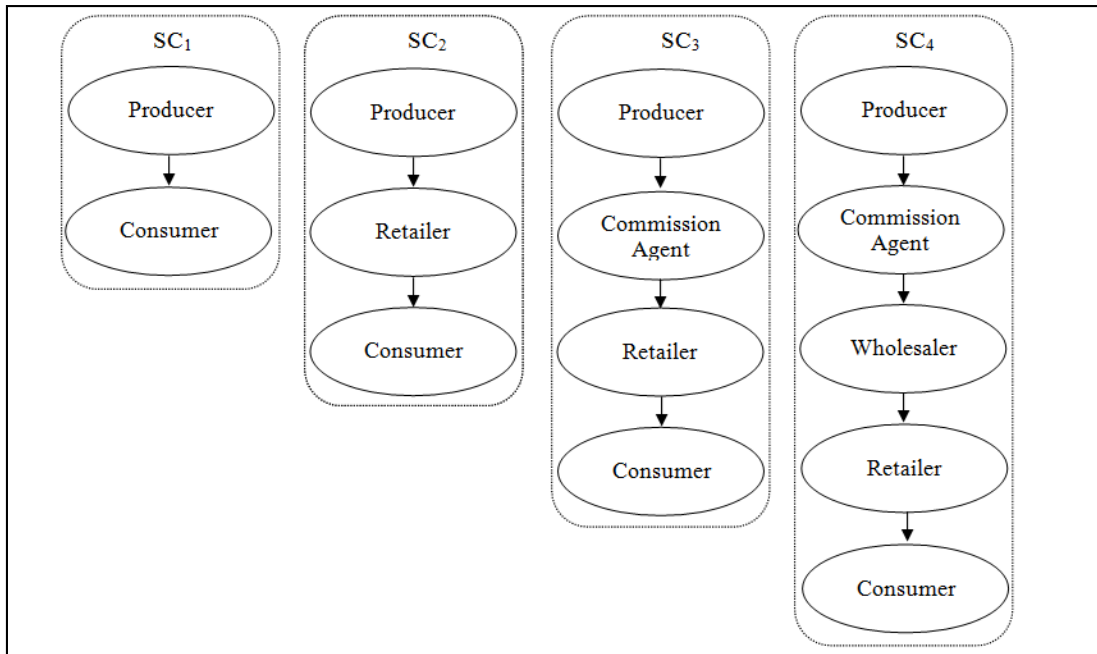 SC₁
Producer
Consumer
SC₂
Producer
Retailer
Consumer
SC₃
Producer
Commission
Agent
Retailer
Consumer
SC₄
Producer
Commission
Agent
Wholesaler
Retailer
Consumer